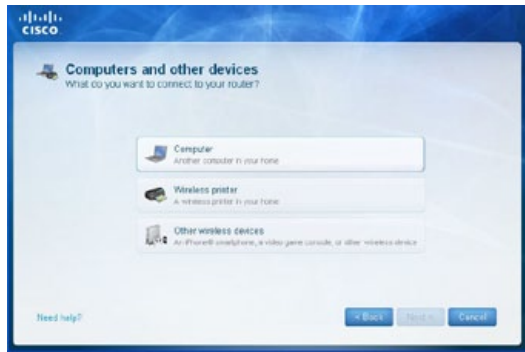 CISCO
Computers and other devices
What do you want to connect to your router?
Computer
Another computer in your home
Wireless printer
A wireless printer in your home
Other wireless devices
An iPhone® smartphone, a video game console, or other wireless device
Need help?
< Back
Next >
Cancel